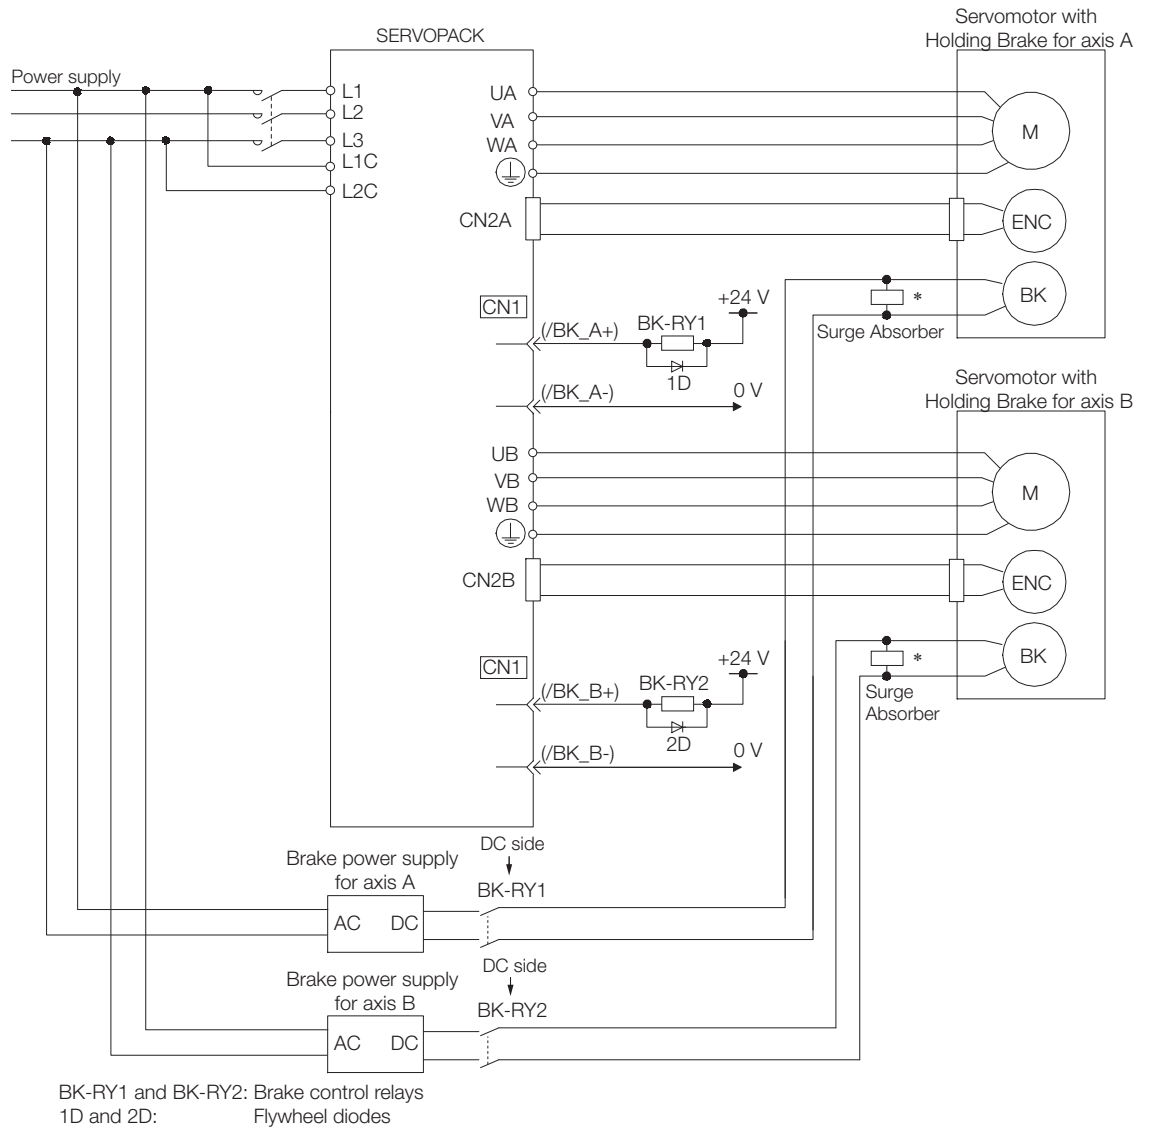 Servomotor with
Holding Brake for axis A
SERVOPACK
Power supply
L1
L2
L3
L1C
L2C
UA
VA
WA
M
CN2A
ENC
CN1
+24 V
BK
*
Surge Absorber
(/BK_A+)
BK-RY1
1D
(/BK_A-)
0 V
Servomotor with
Holding Brake for axis B
UB
VB
WB
M
CN2B
ENC
CN1
+24 V
BK
*
Surge
Absorber
(/BK_B+)
BK-RY2
2D
(/BK_B-)
0 V
DC side
Brake power supply
for axis A
BK-RY1
AC
DC
DC side
Brake power supply
for axis B
BK-RY2
AC
DC
BK-RY1 and BK-RY2: Brake control relays
1D and 2D: Flywheel diodes